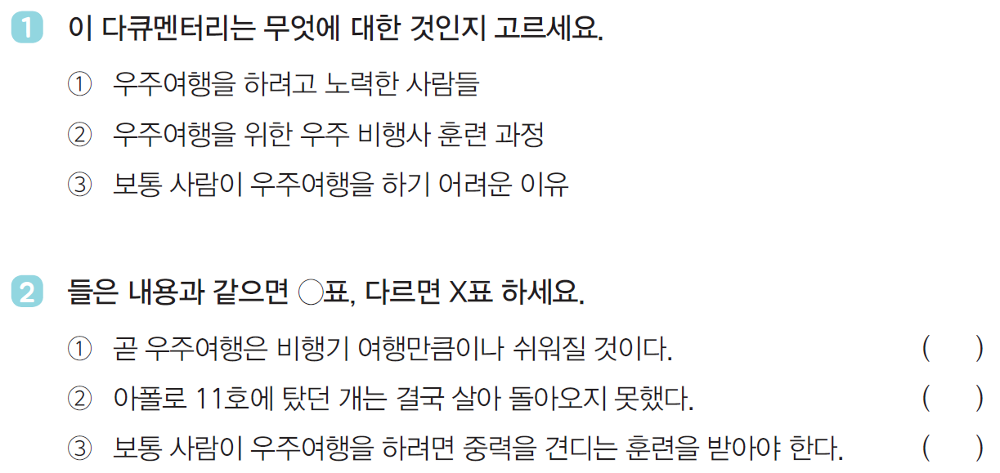 1 이 다큐멘터리는 무엇에 대한 것인지 고르세요.
① 우주여행을 하려고 노력한 사람들
② 우주여행을 위한 우주 비행사 훈련 과정
③ 보통 사람이 우주여행을 하기 어려운 이유
2 들은 내용과 같으면 ◯표, 다르면 X표 하세요.
① 곧 우주여행은 비행기 여행만큼이나 쉬워질 것이다. ( )
② 아폴로 11호에 탔던 개는 결국 살아 돌아오지 못했다. ( )
③ 보통 사람이 우주여행을 하려면 중력을 견디는 훈련을 받아야 한다. ( )